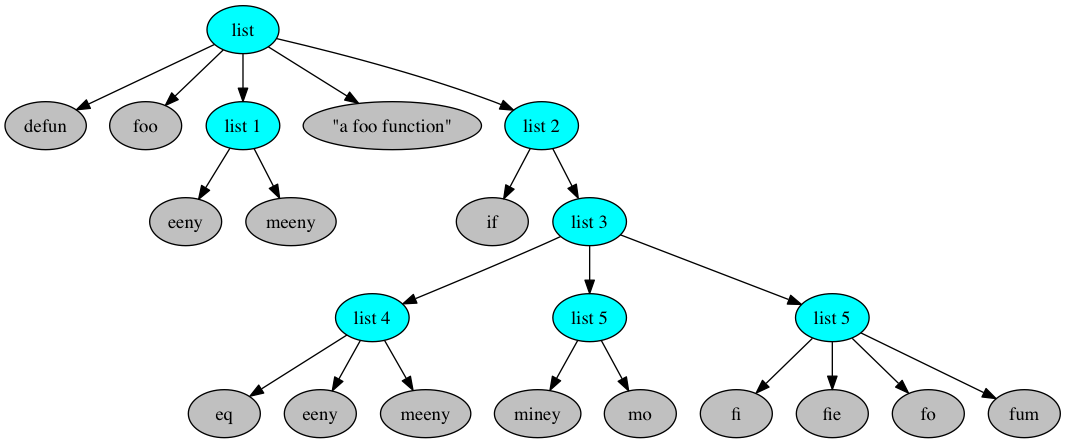 list
defun foo list 1 "a foo function" list 2
eeny meeny if list 3
list 4 list 5 list 5
eq eeny meeny miney mo fi fie fo fum